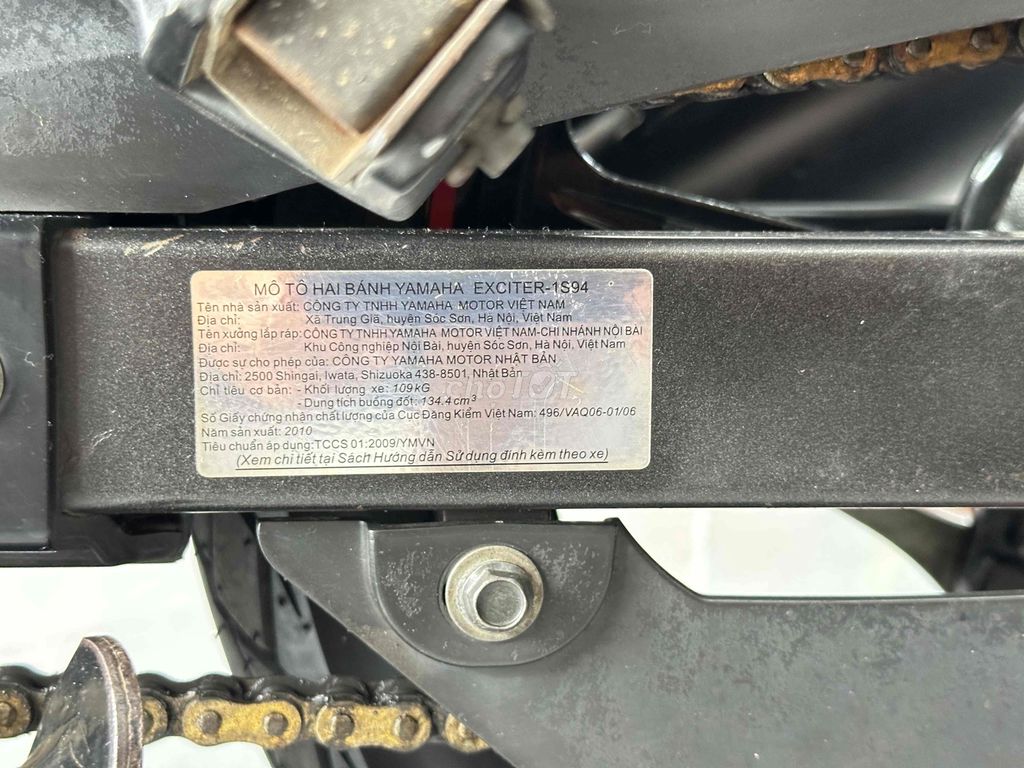 MÔ TÔ HAI BÁNH YAMAHA EXCITER-1S94
Tên nhà sản xuất: CÔNG TY TNHH YAMAHA MOTOR VIỆT NAM
Địa chỉ: Xã Trung Giã, huyện Sóc Sơn, Hà Nội, Việt Nam
Tên xưởng lắp ráp: CÔNG TY TNHH YAMAHA MOTOR VIỆT NAM-CHI NHÁNH NỘI BÀI
Địa chỉ: Khu Công nghiệp Nội Bài, huyện Sóc Sơn, Hà Nội, Việt Nam
Được sự cho phép của: CÔNG TY YAMAHA MOTOR NHẬT BẢN
Địa chỉ: 2500 Shingai, Iwata, Shizuoka 438-8501, Nhật Bản
Chỉ tiêu cơ bản: - Khối lượng xe: 109kG
- Dung tích buồng đốt: 134.4 cm³
Số Giấy chứng nhận chất lượng của Cục Đăng Kiểm Việt Nam: 496/VAQ06-01/06
Năm sản xuất: 2010
Tiêu chuẩn áp dụng: TCCS 01:2009/YMVN
(Xem chi tiết tại Sách Hướng dẫn Sử dụng đính kèm theo xe)
choTOT